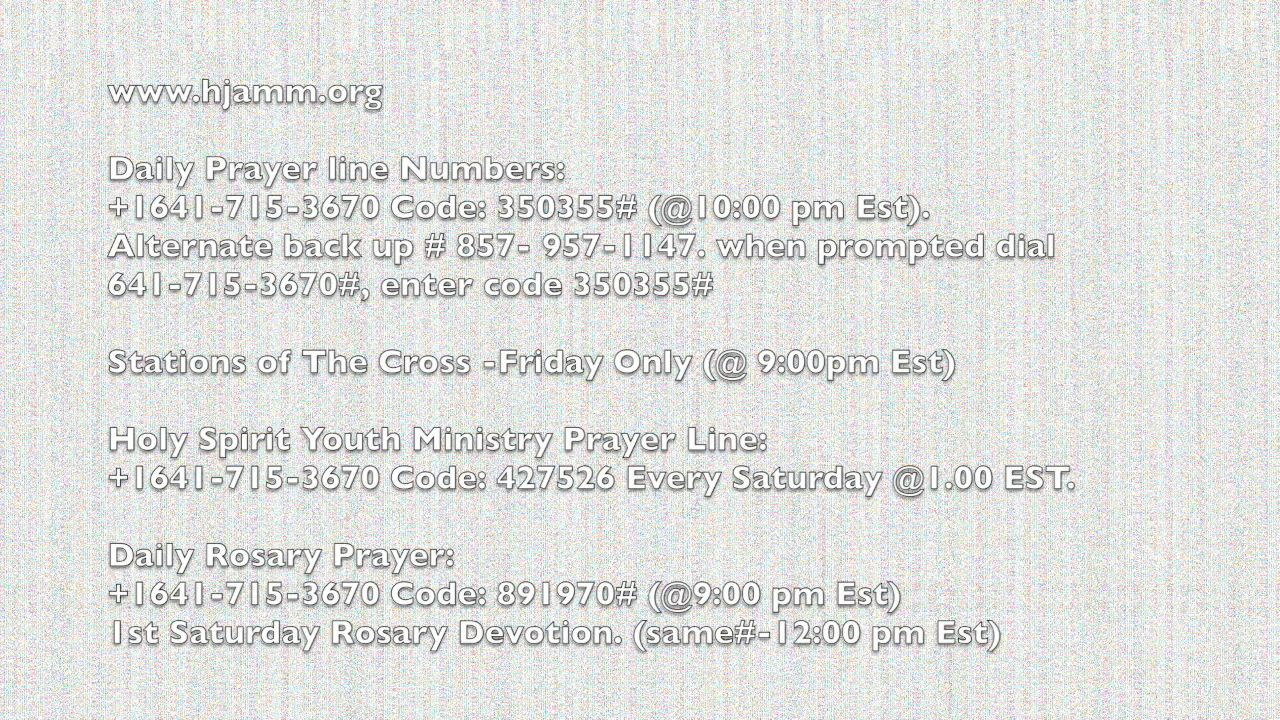 www.hjamm.org
Daily Prayer line Numbers:
+1641-715-3670 Code: 350355# (@10:00 pm Est).
Alternate back up # 857- 957-1147. when prompted dial
641-715-3670#, enter code 350355#
Stations of The Cross -Friday Only (@ 9:00pm Est)
Holy Spirit Youth Ministry Prayer Line:
+1641-715-3670 Code: 427526 Every Saturday @1.00 EST.
Daily Rosary Prayer:
+1641-715-3670 Code: 891970# (@9:00 pm Est)
1st Saturday Rosary Devotion. (same#-12:00 pm Est)